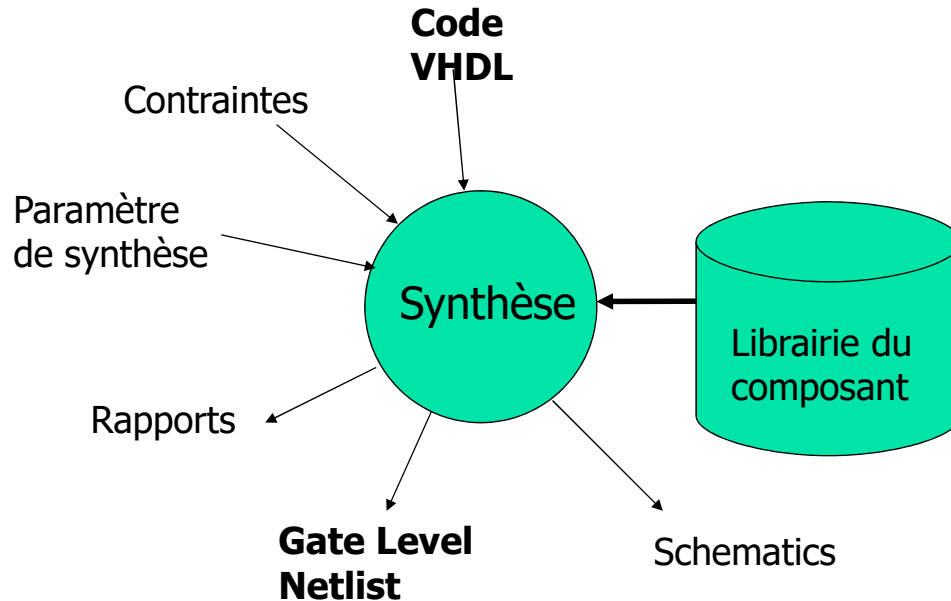 Code
VHDL
Contraintes
Paramètre
de synthèse
Synthèse
Librairie du
composant
Rapports
Gate Level
Netlist
Schematics